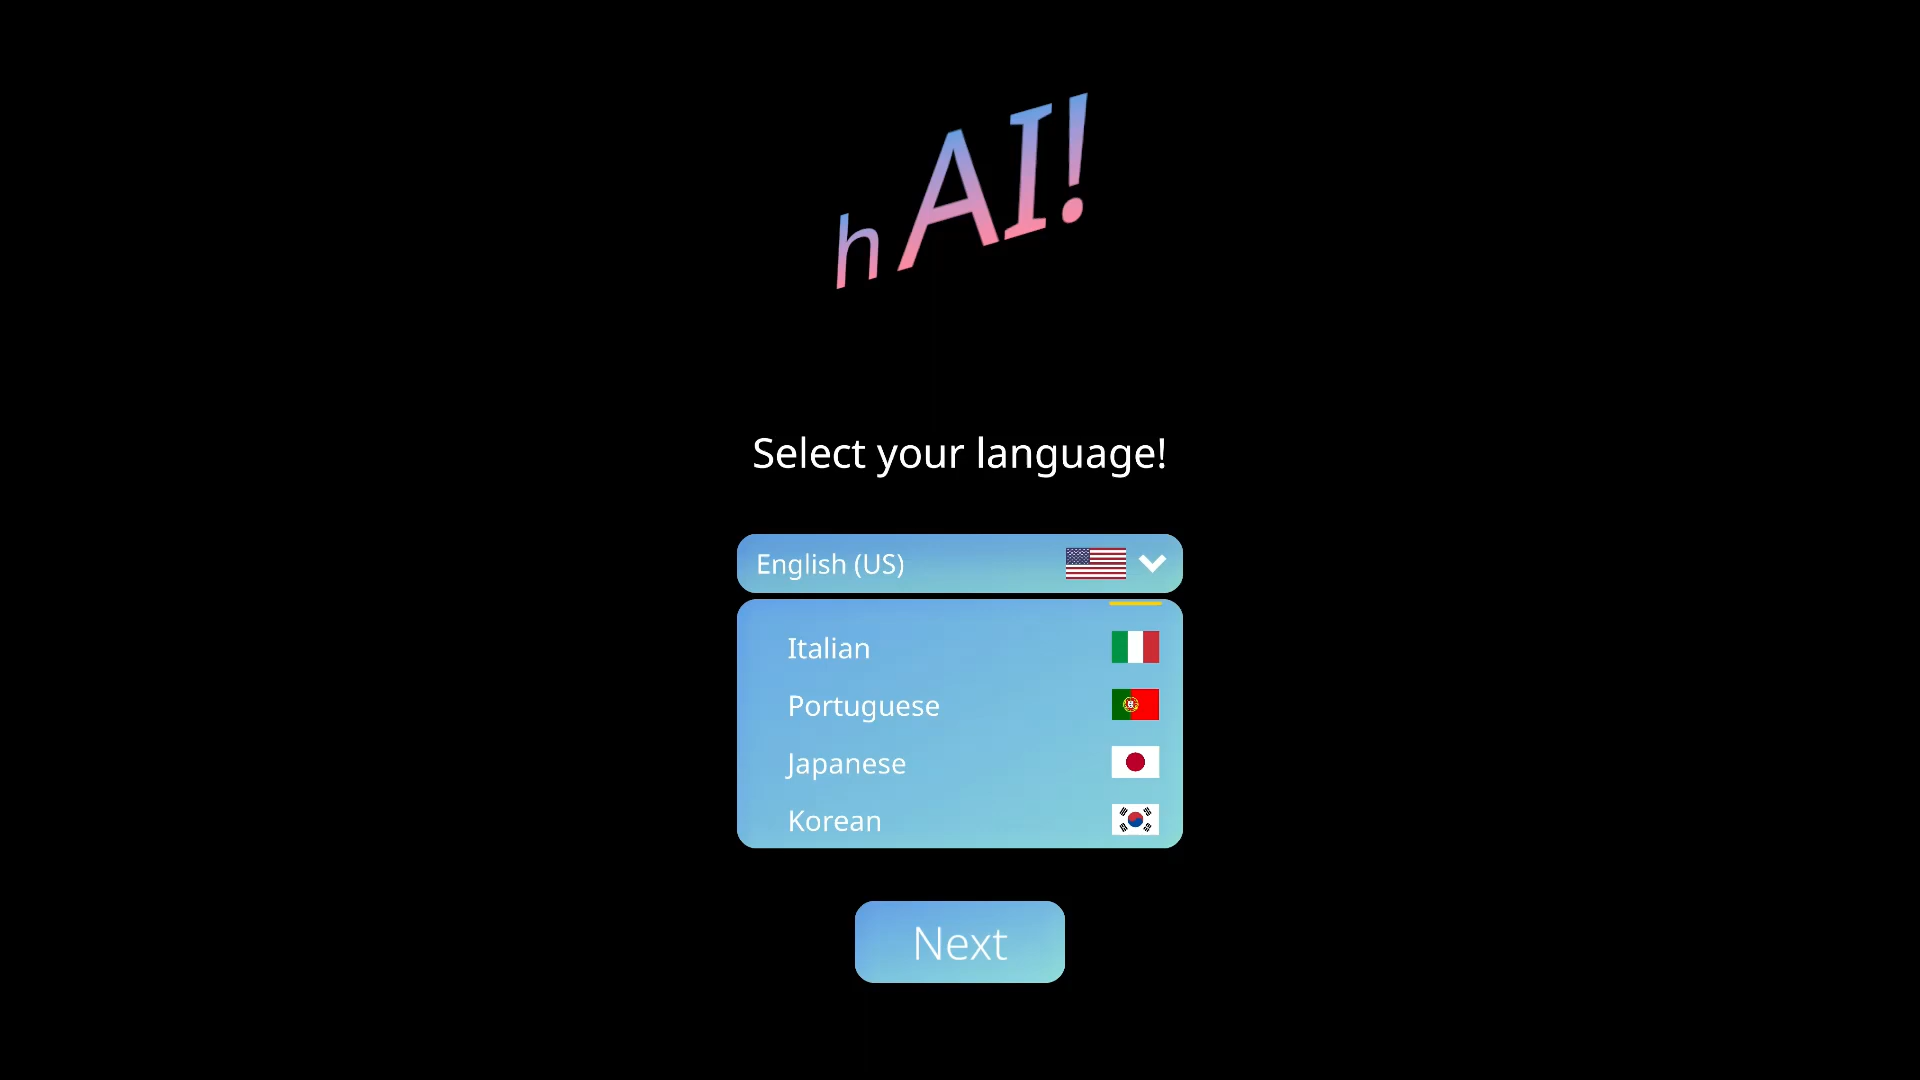 hAI!
Select your language!
English (US)
Italian
Portuguese
Japanese
Korean
Next